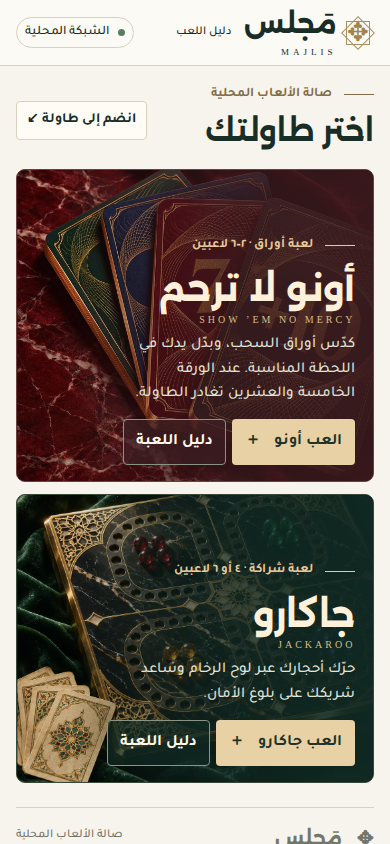 مَجلس
MAJLIS
دليل اللعب
الشبكة المحلية
صالة الألعاب المحلية
اختر طاولتك
انضم إلى طاولة ↙
لعبة أوراق · ٢-٦ لاعبين
أونو لا ترحم
SHOW 'EM NO MERCY
كدّس أوراق السحب، وبدّل يدك في
اللحظة المناسبة. عند الورقة
الخامسة والعشرين تغادر الطاولة.
العب أونو +
دليل اللعبة
لعبة شراكة · ٤ أو ٦ لاعبين
جاكارو
JACKAROO
حرّك أحجارك عبر لوح الرخام وساعد
شريكك على بلوغ الأمان.
العب جاكارو +
دليل اللعبة
مَجلس
صالة الألعاب المحلية